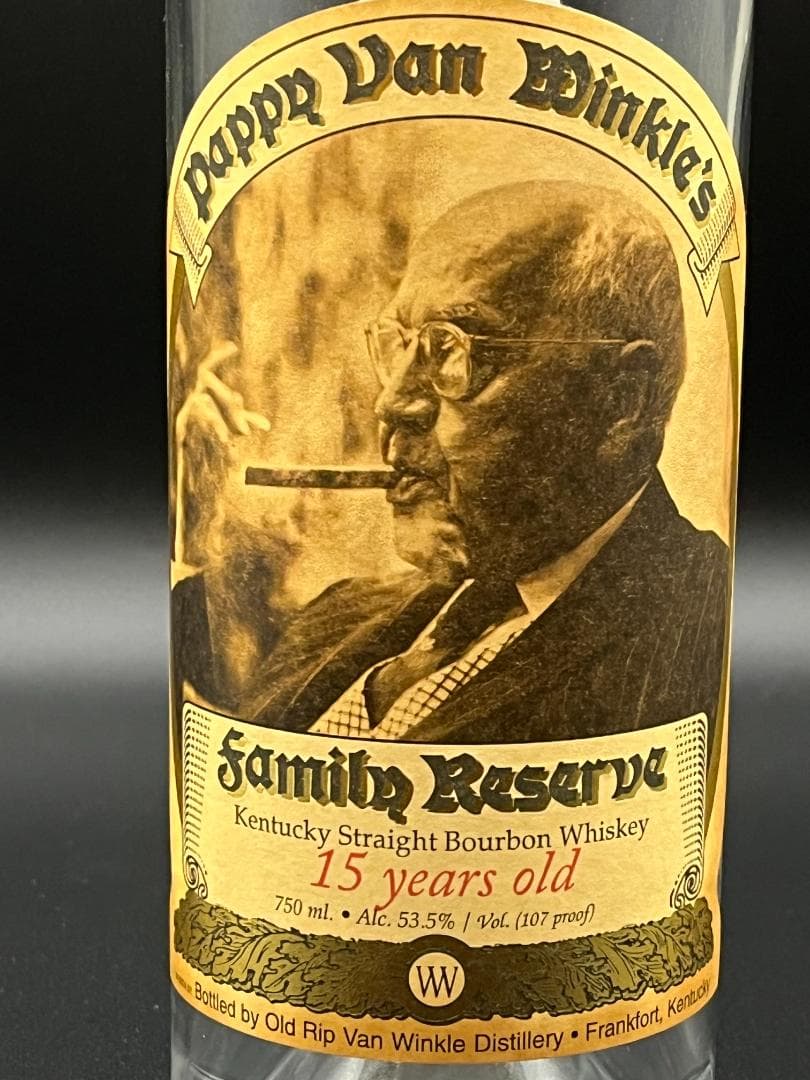 Pappy Van Winkle's
Family Reserve
Kentucky Straight Bourbon Whiskey
15 years old
750 ml. • Alc. 53.5% | Vol. (107 proof)
VW
Bottled by Old Rip Van Winkle Distillery • Frankfort, Kentucky